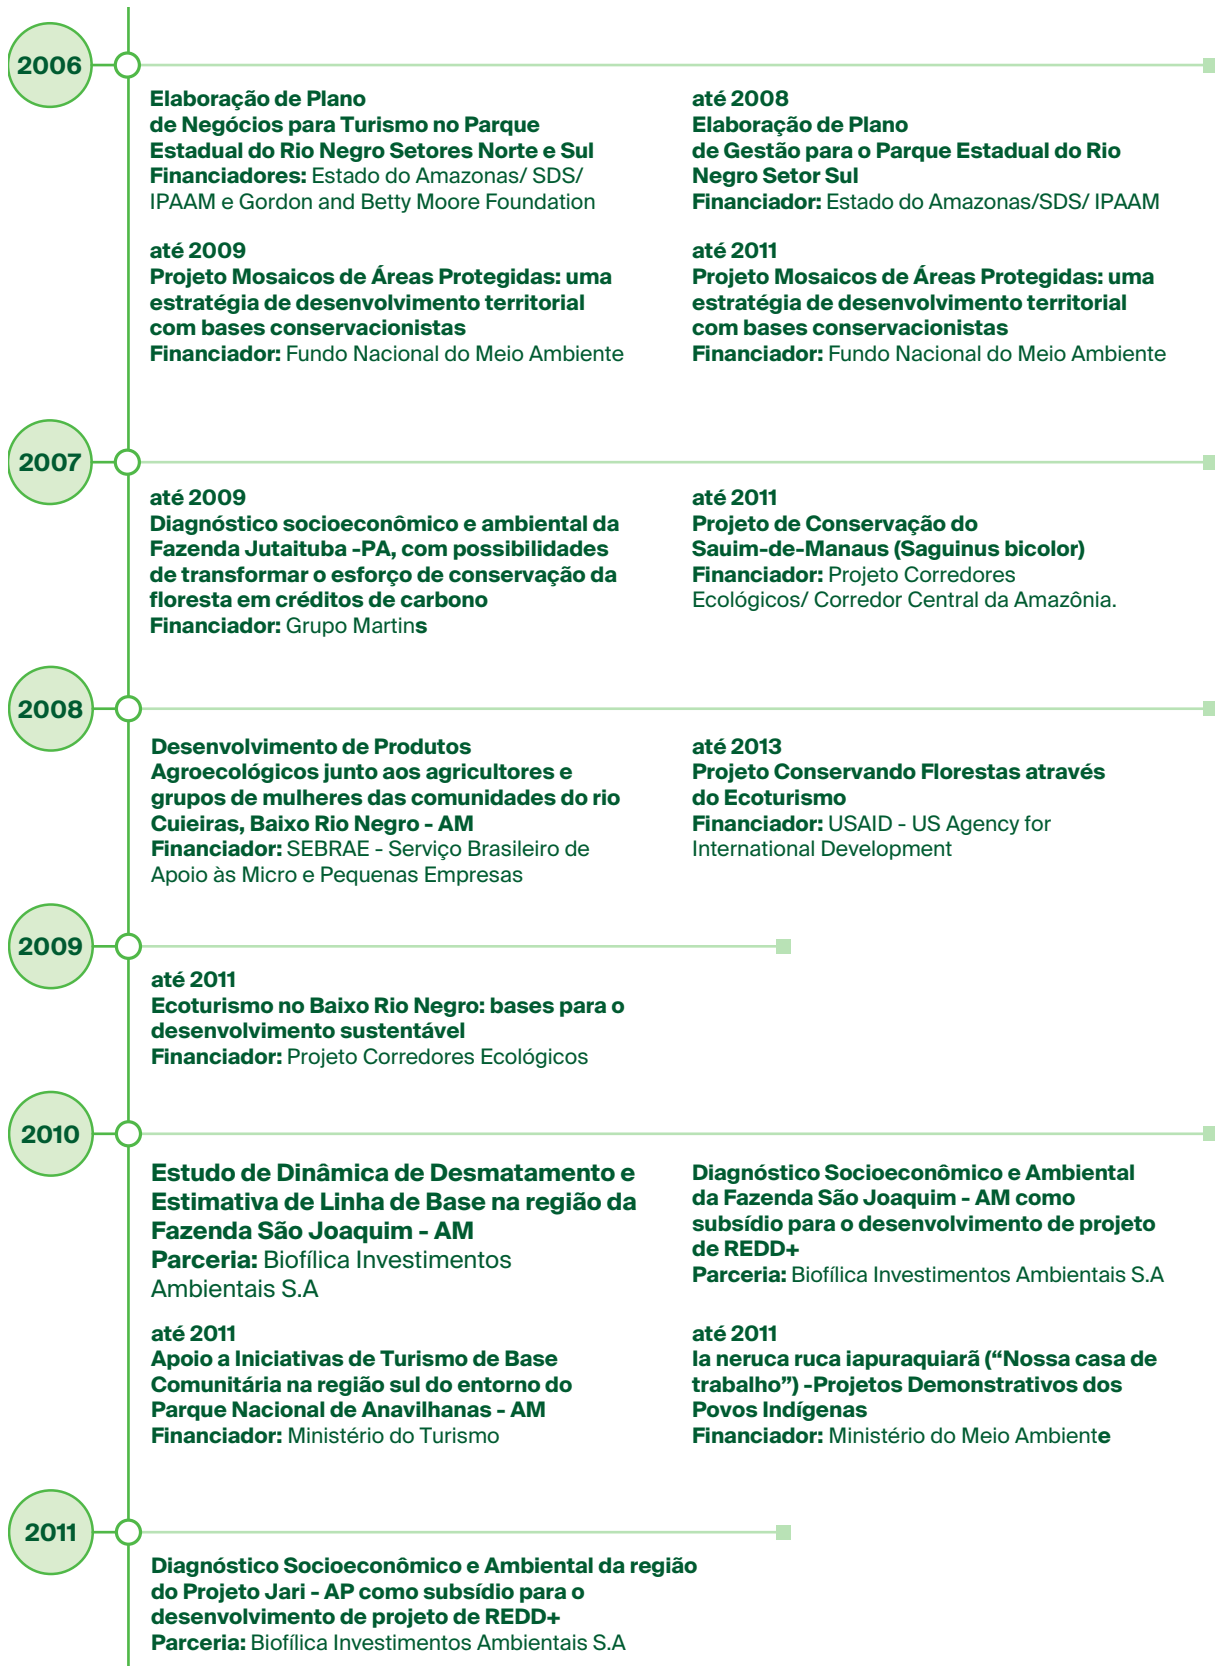 2006
Elaboração de Plano
de Negócios para Turismo no Parque
Estadual do Rio Negro Setores Norte e Sul
Financiadores: Estado do Amazonas/ SDS/
IPAAM e Gordon and Betty Moore Foundation
até 2008
Elaboração de Plano
de Gestão para o Parque Estadual do Rio
Negro Setor Sul
Financiador: Estado do Amazonas/SDS/ IPAAM
até 2009
Projeto Mosaicos de Áreas Protegidas: uma
estratégia de desenvolvimento territorial
com bases conservacionistas
Financiador: Fundo Nacional do Meio Ambiente
até 2011
Projeto Mosaicos de Áreas Protegidas: uma
estratégia de desenvolvimento territorial
com bases conservacionistas
Financiador: Fundo Nacional do Meio Ambiente
2007
até 2009
Diagnóstico socioeconômico e ambiental da
Fazenda Jutaituba -PA, com possibilidades
de transformar o esforço de conservação da
floresta em créditos de carbono
Financiador: Grupo Martins
até 2011
Projeto de Conservação do
Sauim-de-Manaus (Saguinus bicolor)
Financiador: Projeto Corredores
Ecológicos/ Corredor Central da Amazônia.
2008
Desenvolvimento de Produtos
Agroecológicos junto aos agricultores e
grupos de mulheres das comunidades do rio
Cuieiras, Baixo Rio Negro - AM
Financiador: SEBRAE - Serviço Brasileiro de
Apoio às Micro e Pequenas Empresas
até 2013
Projeto Conservando Florestas através
do Ecoturismo
Financiador: USAID - US Agency for
International Development
2009
até 2011
Ecoturismo no Baixo Rio Negro: bases para o
desenvolvimento sustentável
Financiador: Projeto Corredores Ecológicos
2010
Estudo de Dinâmica de Desmatamento e
Estimativa de Linha de Base na região da
Fazenda São Joaquim - AM
Parceria: Biofílica Investimentos
Ambientais S.A
Diagnóstico Socioeconômico e Ambiental
da Fazenda São Joaquim - AM como
subsídio para o desenvolvimento de projeto
de REDD+
Parceria: Biofílica Investimentos Ambientais S.A
até 2011
Apoio a Iniciativas de Turismo de Base
Comunitária na região sul do entorno do
Parque Nacional de Anavilhanas - AM
Financiador: Ministério do Turismo
até 2011
Ia neruca ruca iapuraquiarã (“Nossa casa de
trabalho”) -Projetos Demonstrativos dos
Povos Indígenas
Financiador: Ministério do Meio Ambiente
2011
Diagnóstico Socioeconômico e Ambiental da região
do Projeto Jari - AP como subsídio para o
desenvolvimento de projeto de REDD+
Parceria: Biofílica Investimentos Ambientais S.A